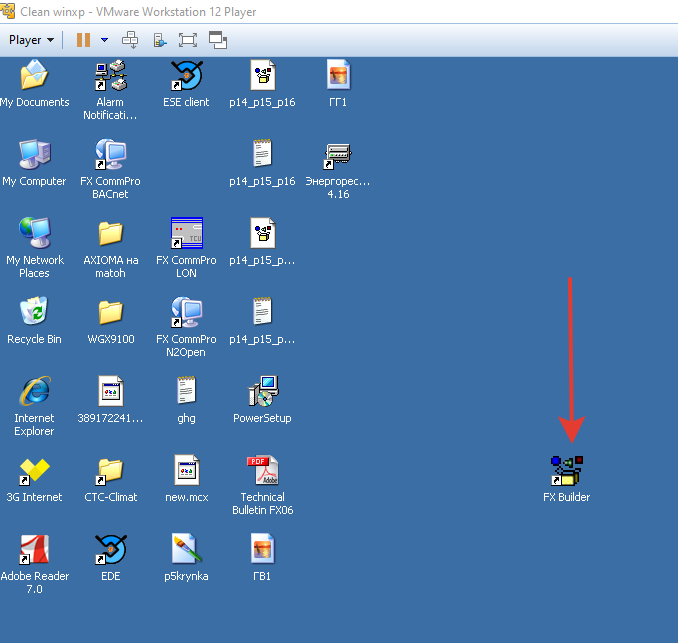 Clean winxp - VMware Workstation 12 Player
Player
My Documents
Alarm
Notificati...
ESE client
p14_p15_p16
ГГ1
My Computer
FX CommPro
BACnet
p14_p15_p16
Энергорес...
4.16
My Network
Places
AXIOMA на
matoh
FX CommPro
LON
p14_p15_p...
Recycle Bin
WGX9100
FX CommPro
N2Open
p14_p15_p...
Internet
Explorer
389172241...
ghg
PowerSetup
3G Internet
CTC-Climat
new.mcx
PDF
Adobe
Technical
Bulletin FX06
FX Builder
Adobe Reader
7.0
EDE
p5krynka
ГВ1